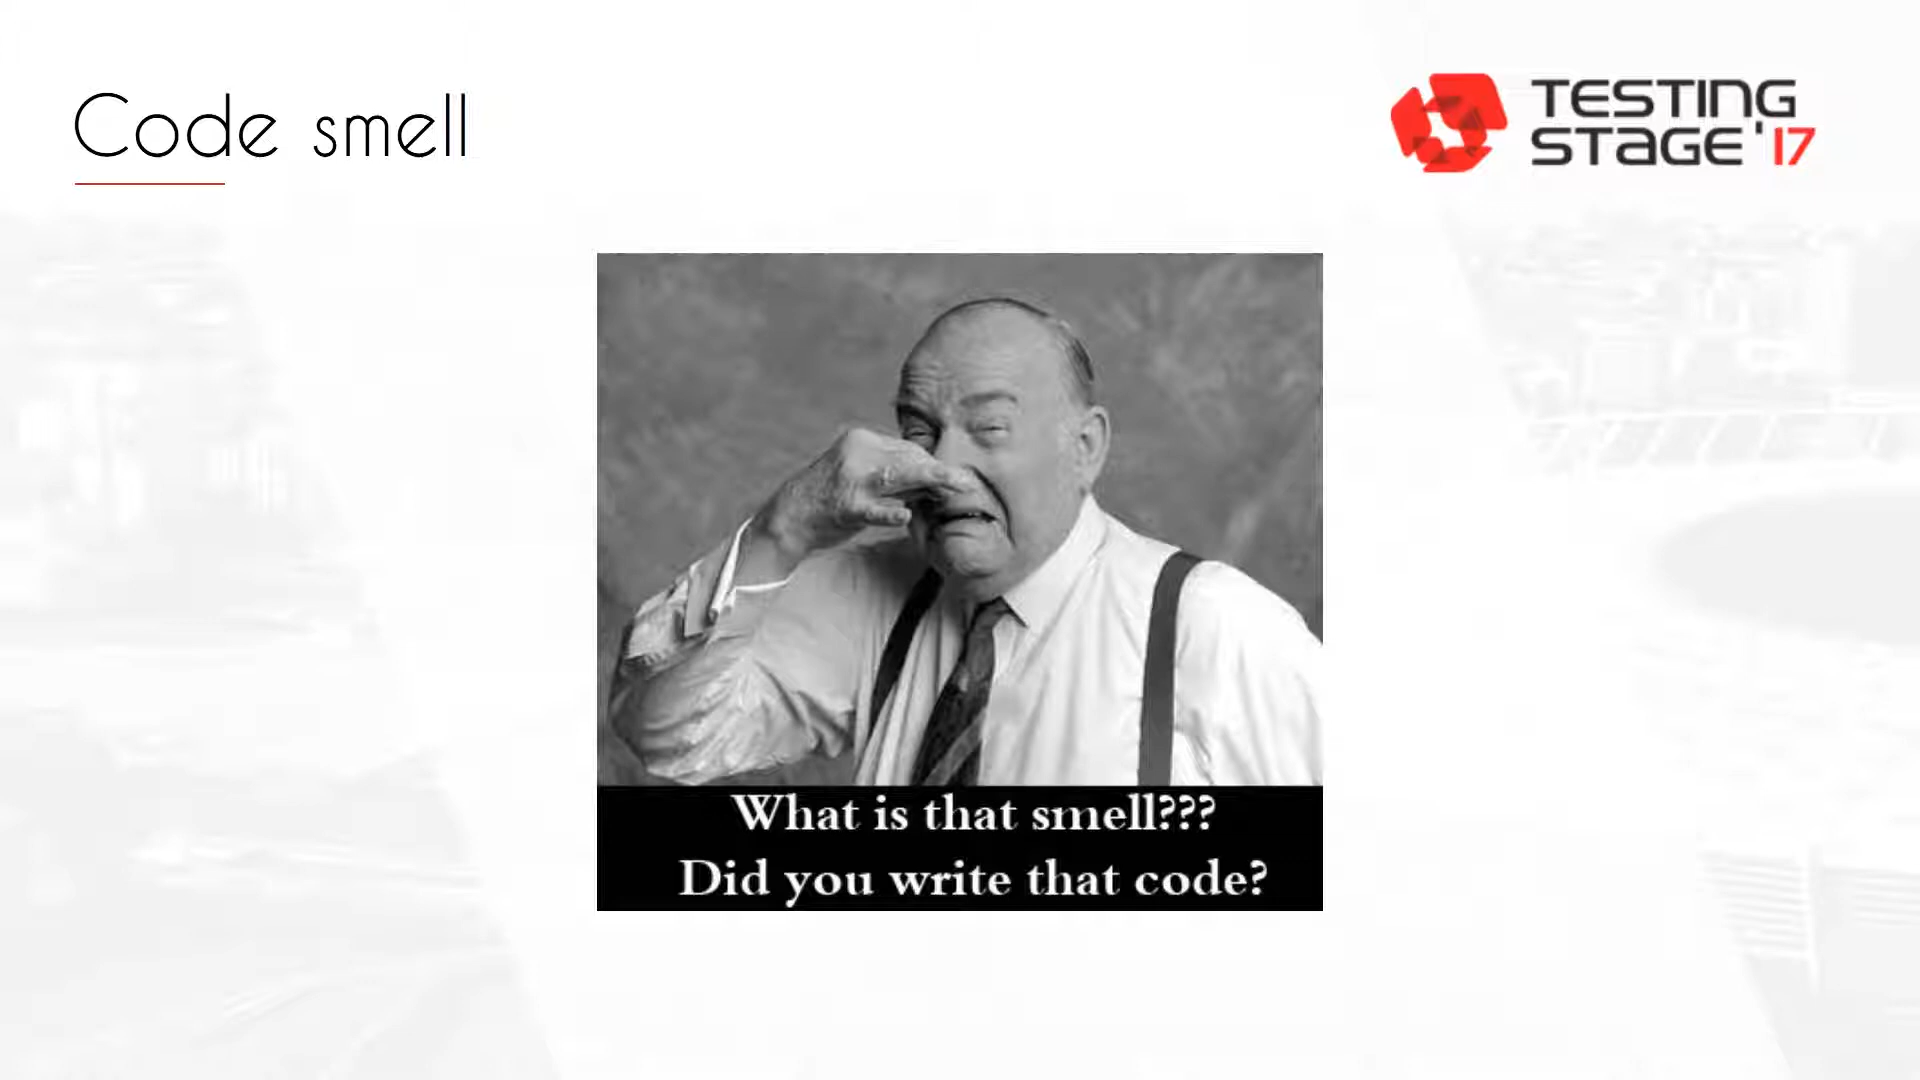 Code smell
TESTING
STAGE'17
What is that smell???
Did you write that code?